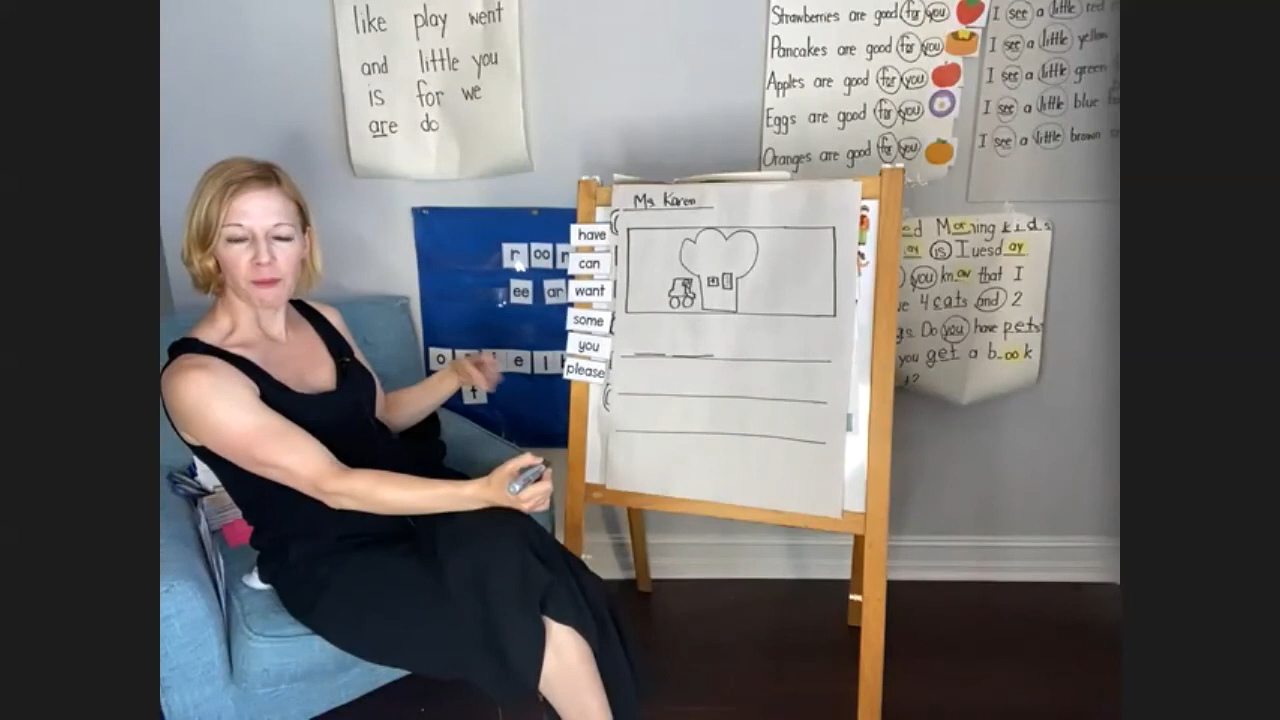 like play went
and little you
is for we
are do
Strawberries are good for you
Pancakes are good for you
Apples are good for you
Eggs are good for you
Oranges are good for you
I see a little red
I see a little yellow
I see a little green
I see a little blue
I see a little brown
r oo r
ee ar
o e l
t
have
can
want
some
you
please
Ms. Karen
Morning kids
ay is Tuesday
you know that I
4 cats and 2
Do you have pets
you get a book